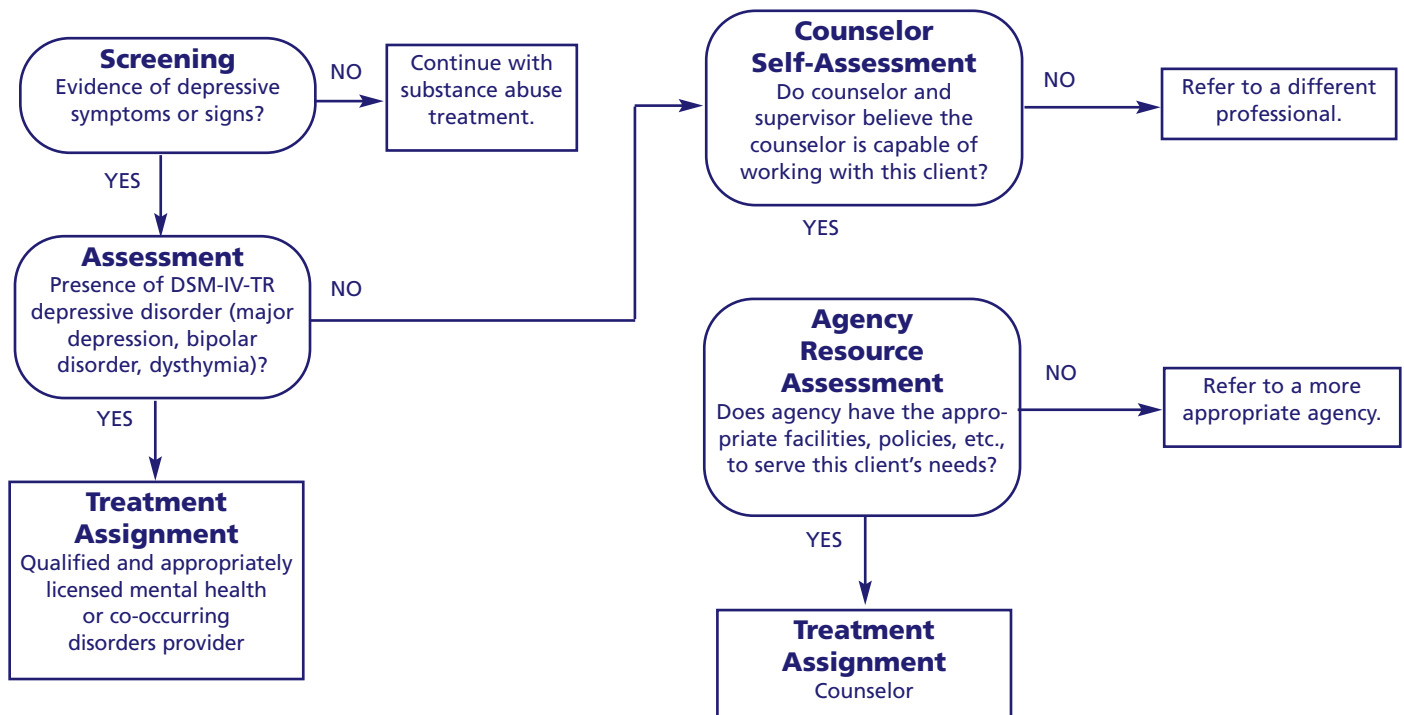 Screening
Evidence of depressive
symptoms or signs?
NO
Continue with
substance abuse
treatment.
YES
Assessment
Presence of DSM-IV-TR
depressive disorder (major
depression, bipolar
disorder, dysthymia)?
NO
YES
Treatment
Assignment
Qualified and appropriately
licensed mental health
or co-occurring
disorders provider
Counselor
Self-Assessment
Do counselor and
supervisor believe the
counselor is capable of
working with this client?
NO
Refer to a different
professional.
YES
Agency
Resource
Assessment
Does agency have the appro-
priate facilities, policies, etc.,
to serve this client's needs?
NO
Refer to a more
appropriate agency.
YES
Treatment
Assignment
Counselor